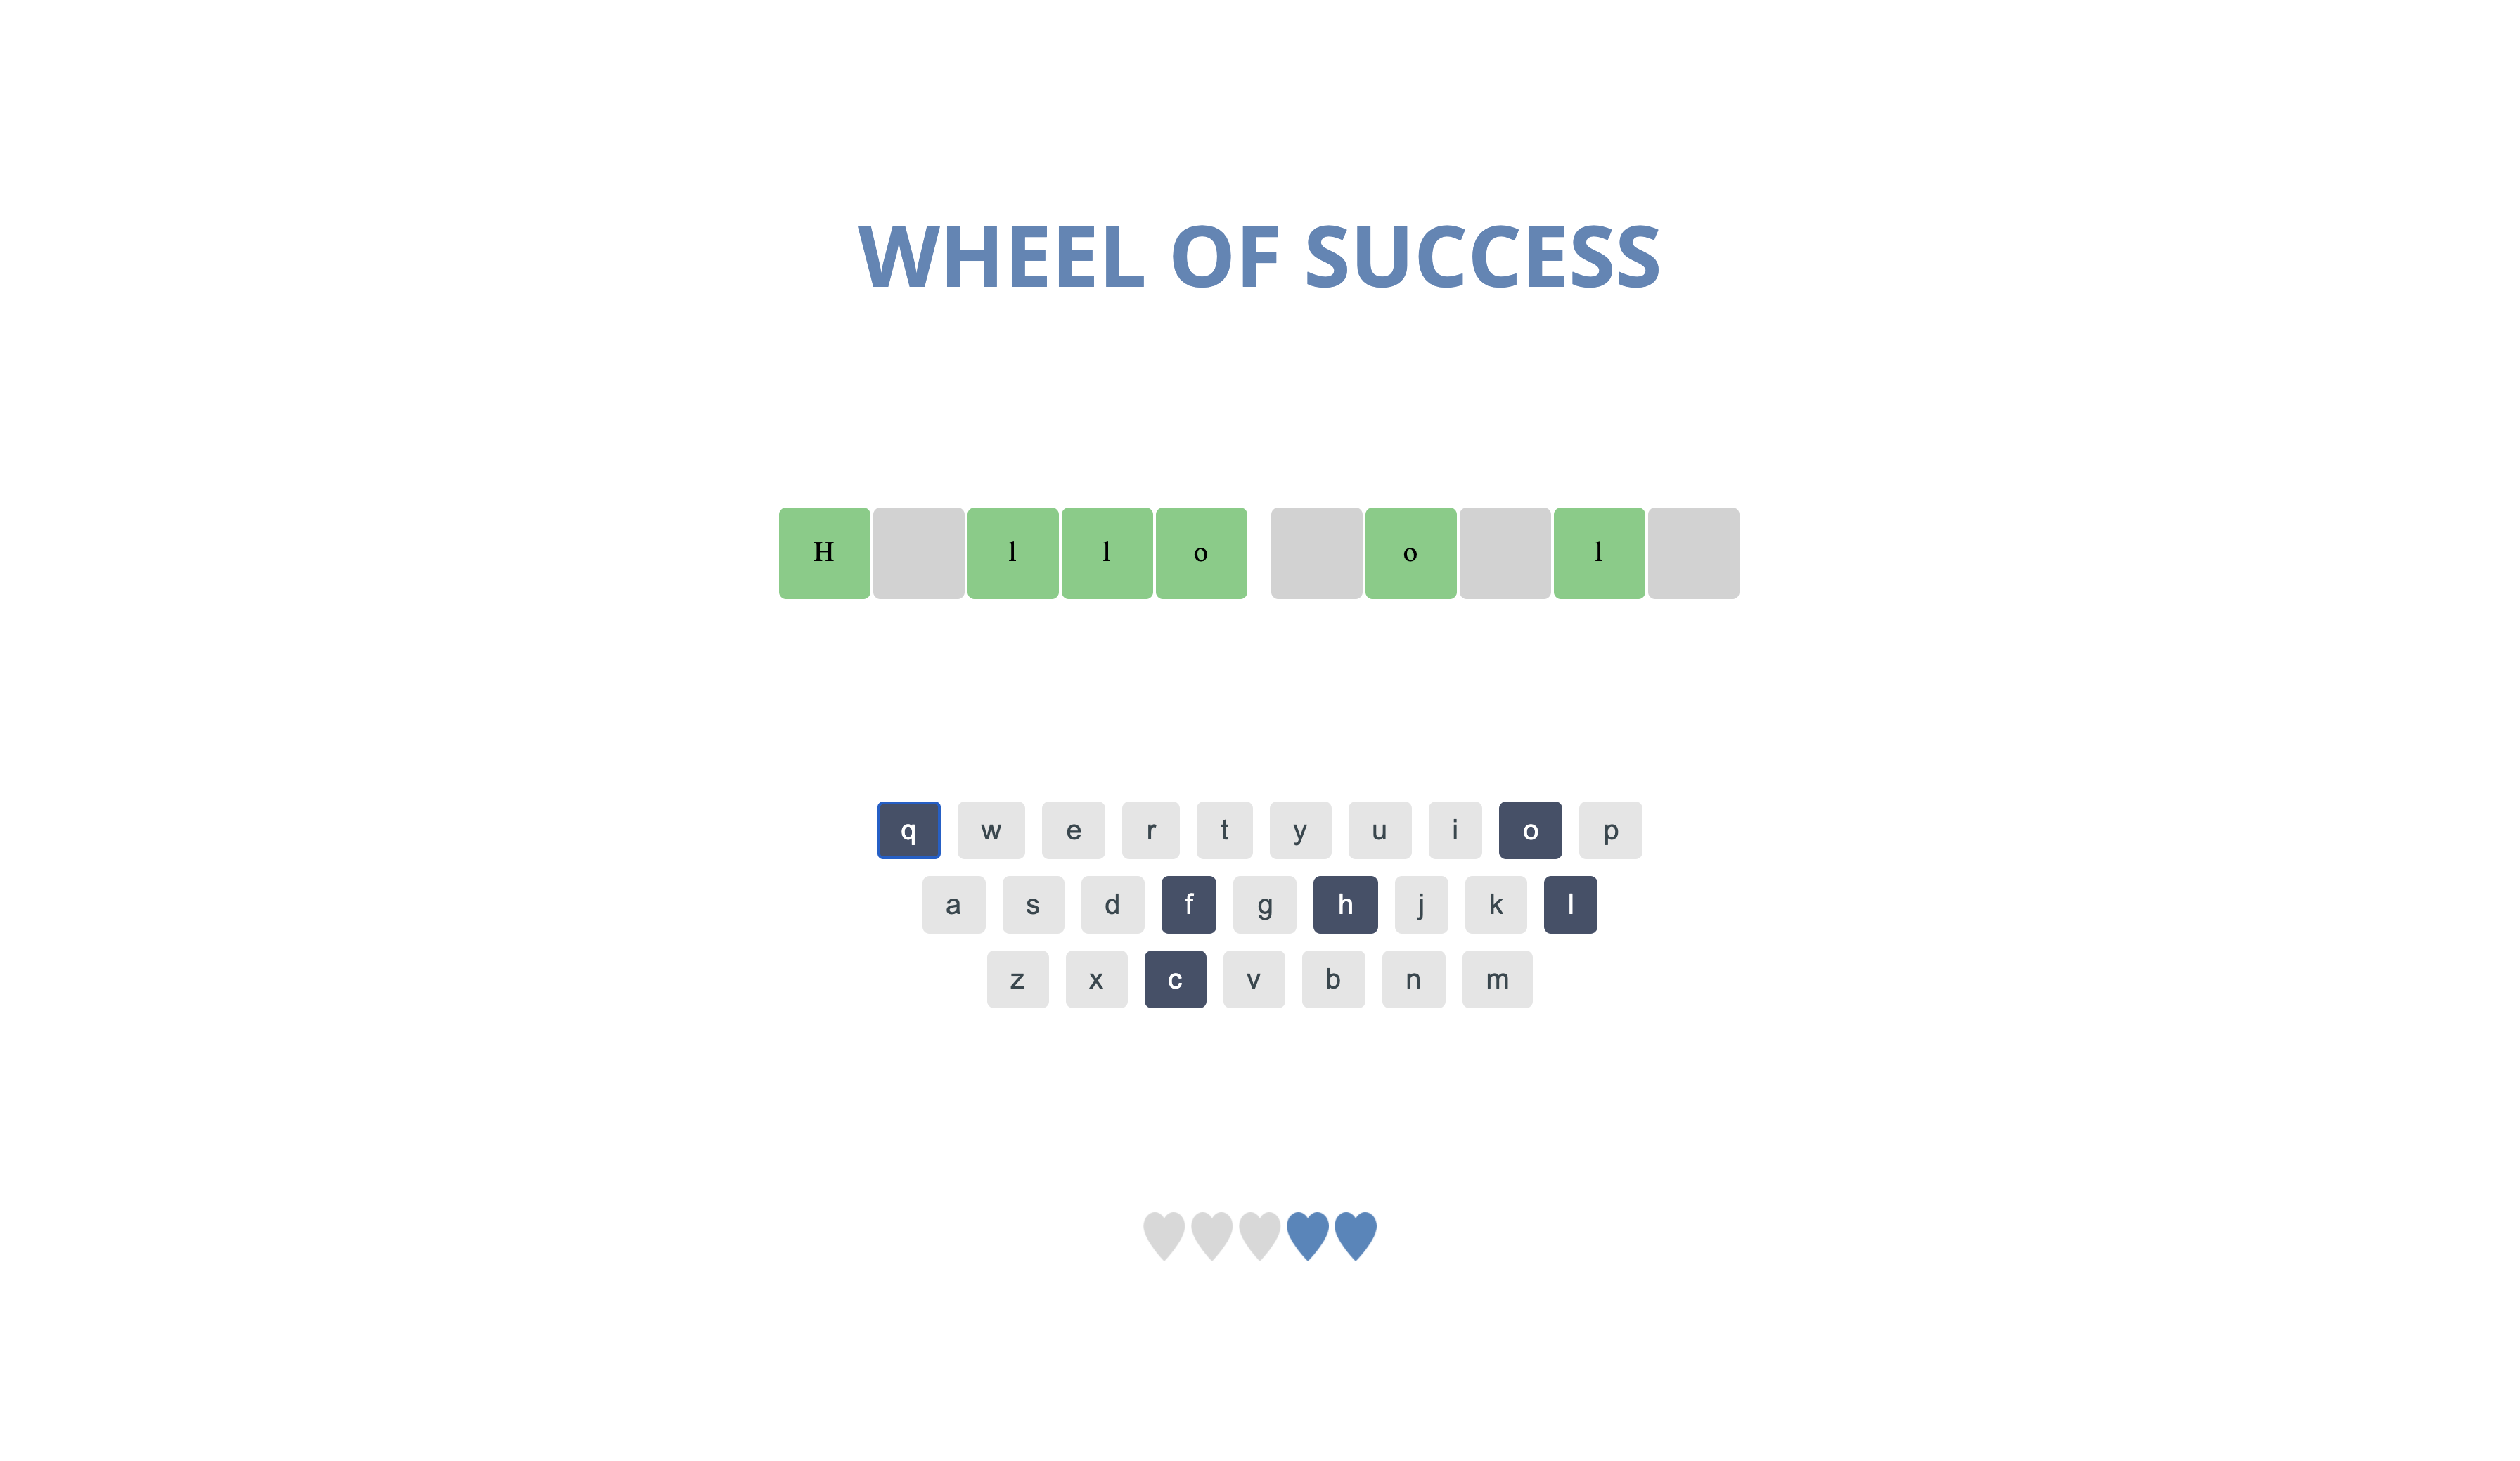 WHEEL OF SUCCESS
H l l o o l
q w e r t y u i o p
a s d f g h j k l
z x c v b n m